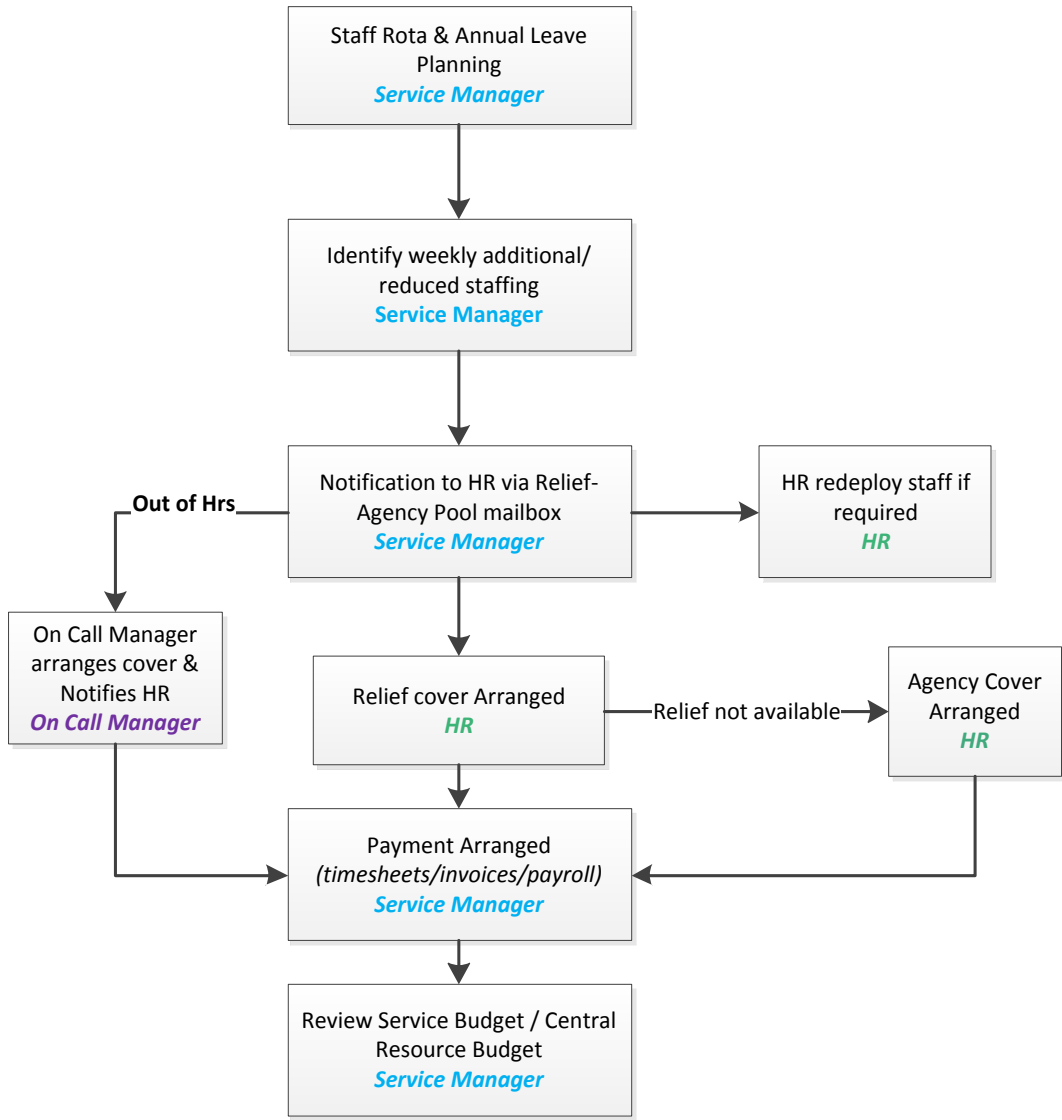 Staff Rota & Annual Leave
Planning
Service Manager
Identify weekly additional/
reduced staffing
Service Manager
Notification to HR via Relief-
Agency Pool mailbox
Service Manager
HR redeploy staff if
required
HR
Out of Hrs
On Call Manager
arranges cover &
Notifies HR
On Call Manager
Relief cover Arranged
HR
Relief not available
Agency Cover
Arranged
HR
Payment Arranged
(timesheets/invoices/payroll)
Service Manager
Review Service Budget / Central
Resource Budget
Service Manager